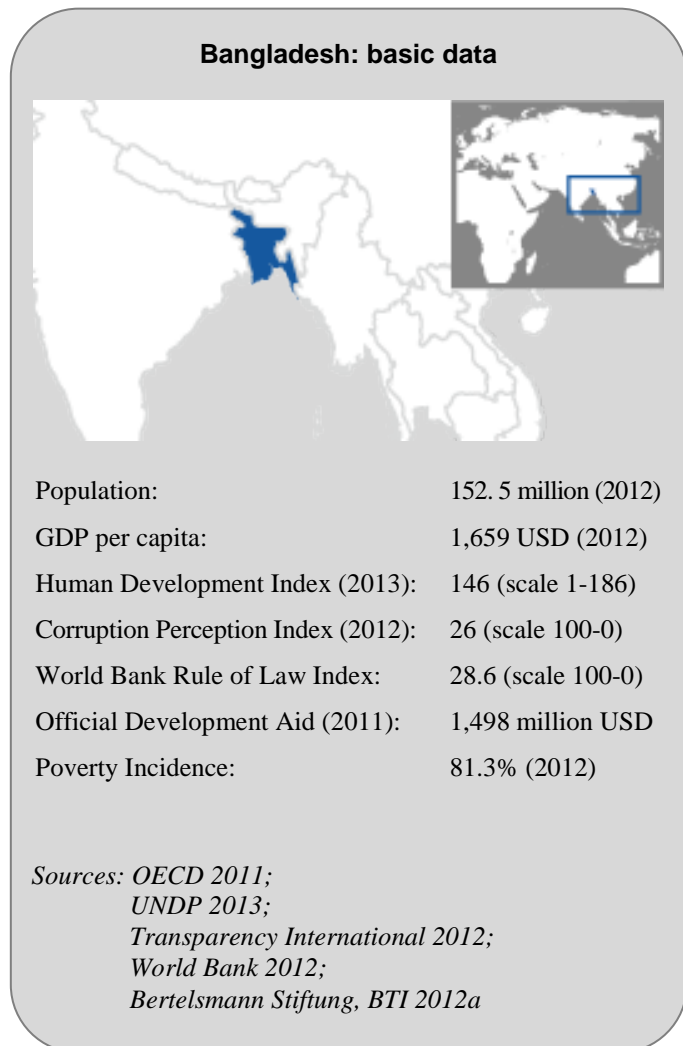 Bangladesh: basic data
Population: 152. 5 million (2012)
GDP per capita: 1,659 USD (2012)
Human Development Index (2013): 146 (scale 1-186)
Corruption Perception Index (2012): 26 (scale 100-0)
World Bank Rule of Law Index: 28.6 (scale 100-0)
Official Development Aid (2011): 1,498 million USD
Poverty Incidence: 81.3% (2012)
Sources: OECD 2011;
UNDP 2013;
Transparency International 2012;
World Bank 2012;
Bertelsmann Stiftung, BTI 2012a